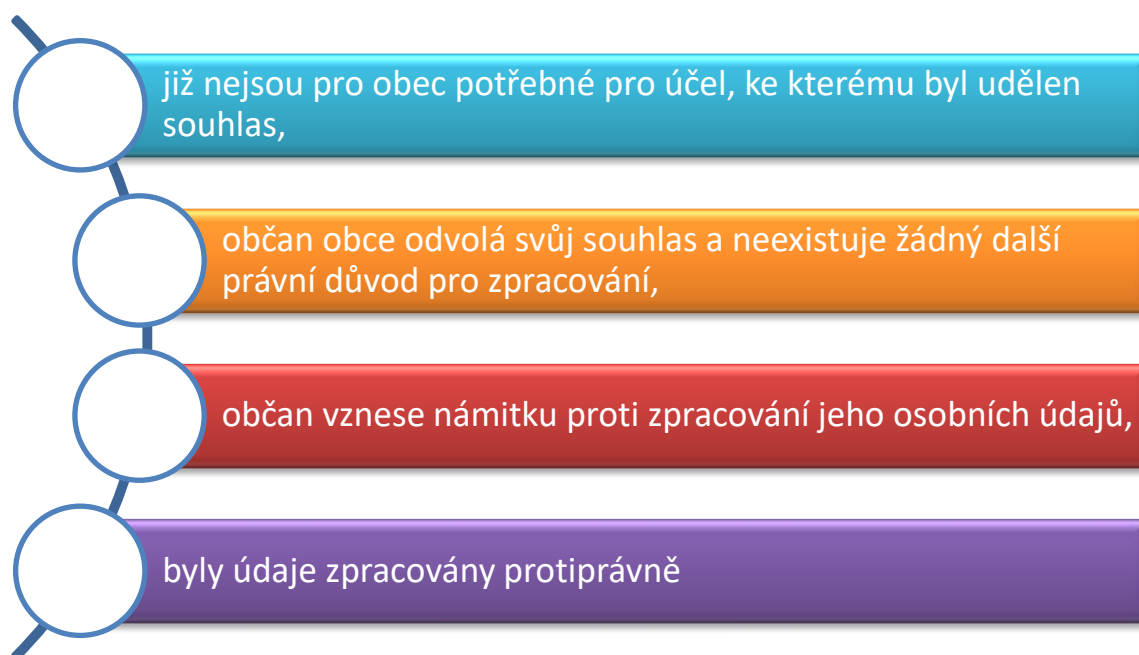 již nejsou pro obec potřebné pro účel, ke kterému byl udělen
souhlas,
občan obce odvolá svůj souhlas a neexistuje žádný další
právní důvod pro zpracování,
občan vznese námitku proti zpracování jeho osobních údajů,
byly údaje zpracovány protiprávně